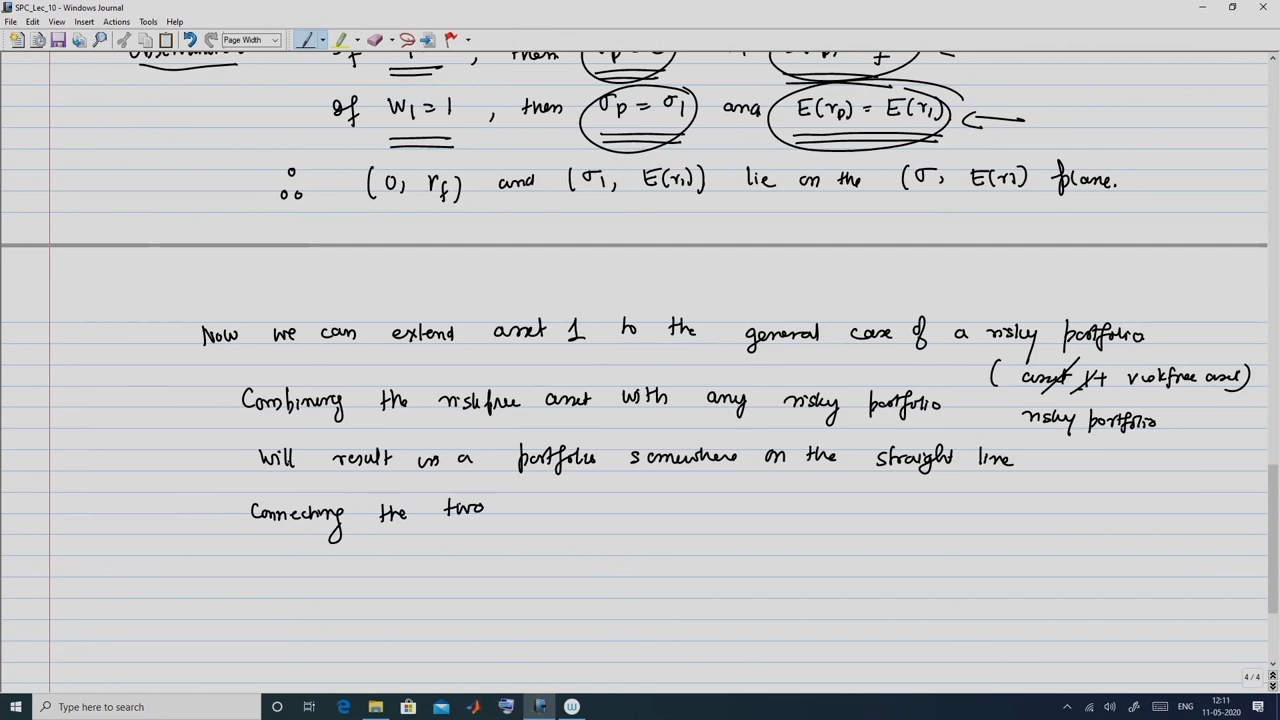 SPC_Lec_10 - Windows Journal
File Edit View Insert Actions Tools Help
Page Width
Observation If , then
If W1 = 1 , then σp = σ1 and E(rp) = E(r1)
∴ (0, rf) and (σ1, E(r1)) lie on the (σ, E(r)) plane.
Now we can extend asset 1 to the general case of a risky portfolio
( asset 1 + riskfree asset)
Combining the riskfree asset with any risky portfolio
risky portfolio
will result in a portfolio somewhere on the straight line
connecting the two
4 / 4
Type here to search
ENG
12:11
11-05-2020